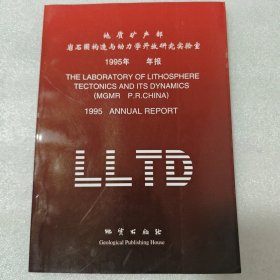 地质矿产部
岩石圈构造与动力学开放研究实验室
1995年 年报
THE LABORATORY OF LITHOSPHERE
TECTONICS AND ITS DYNAMICS
(MGMR P.R.CHINA)
1995 ANNUAL REPORT
LLTD
地质出版社
Geological Publishing House